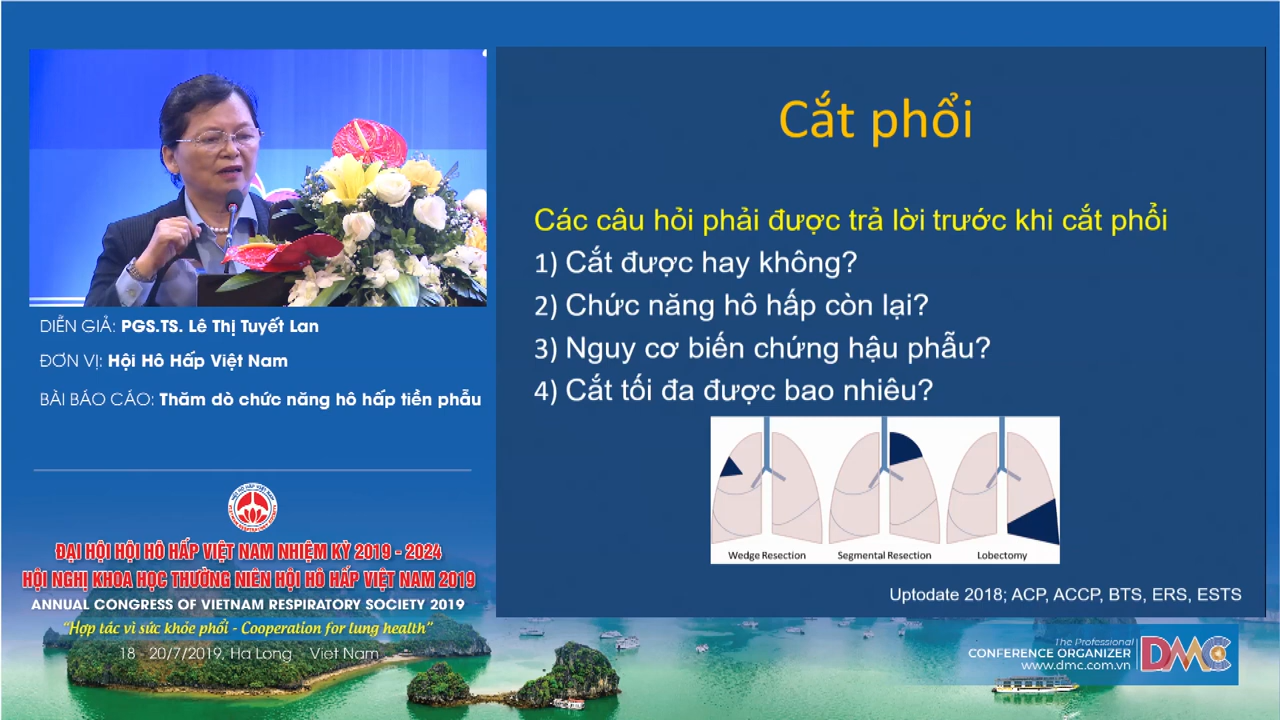 Cắt phổi
Các câu hỏi phải được trả lời trước khi cắt phổi
1) Cắt được hay không?
2) Chức năng hô hấp còn lại?
3) Nguy cơ biến chứng hậu phẫu?
4) Cắt tối đa được bao nhiêu?
Wedge Resection
Segmental Resection
Lobectomy
Uptodate 2018; ACP, ACCP, BTS, ERS, ESTS
DIỄN GIẢ: PGS.TS. Lê Thị Tuyết Lan
ĐƠN VỊ: Hội Hô Hấp Việt Nam
BÀI BÁO CÁO: Thăm dò chức năng hô hấp tiền phẫu
ĐẠI HỘI HỘI HÔ HẤP VIỆT NAM NHIỆM KỲ 2019 - 2024
HỘI NGHỊ KHOA HỌC THƯỜNG NIÊN HỘI HÔ HẤP VIỆT NAM 2019
ANNUAL CONGRESS OF VIETNAM RESPIRATORY SOCIETY 2019
"Hợp tác vì sức khỏe phổi - Cooperation for lung health"
18 - 20/7/2019, Ha Long Viet Nam
The Professional
CONFERENCE ORGANIZER
www.dmc.com.vn
DMC